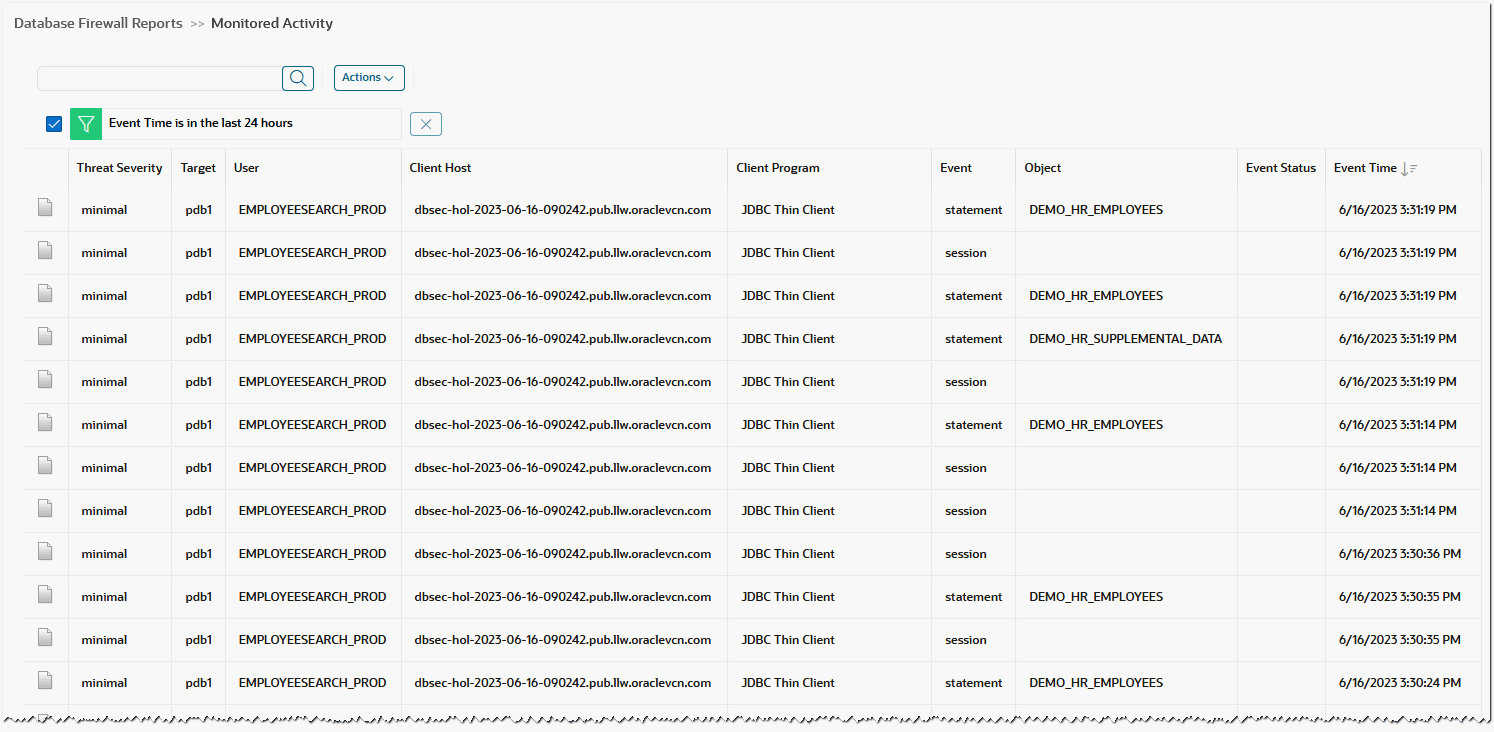 Database Firewall Reports >> Monitored Activity
Actions
Event Time is in the last 24 hours
Threat Severity Target User Client Host Client Program Event Object Event Status Event Time
minimal pdb1 EMPLOYEESEARCH_PROD dbsec-hol-2023-06-16-090242.pub.llw.oraclevcn.com JDBC Thin Client statement DEMO_HR_EMPLOYEES 6/16/2023 3:31:19 PM
minimal pdb1 EMPLOYEESEARCH_PROD dbsec-hol-2023-06-16-090242.pub.llw.oraclevcn.com JDBC Thin Client session 6/16/2023 3:31:19 PM
minimal pdb1 EMPLOYEESEARCH_PROD dbsec-hol-2023-06-16-090242.pub.llw.oraclevcn.com JDBC Thin Client statement DEMO_HR_EMPLOYEES 6/16/2023 3:31:19 PM
minimal pdb1 EMPLOYEESEARCH_PROD dbsec-hol-2023-06-16-090242.pub.llw.oraclevcn.com JDBC Thin Client statement DEMO_HR_SUPPLEMENTAL_DATA 6/16/2023 3:31:19 PM
minimal pdb1 EMPLOYEESEARCH_PROD dbsec-hol-2023-06-16-090242.pub.llw.oraclevcn.com JDBC Thin Client session 6/16/2023 3:31:19 PM
minimal pdb1 EMPLOYEESEARCH_PROD dbsec-hol-2023-06-16-090242.pub.llw.oraclevcn.com JDBC Thin Client statement DEMO_HR_EMPLOYEES 6/16/2023 3:31:14 PM
minimal pdb1 EMPLOYEESEARCH_PROD dbsec-hol-2023-06-16-090242.pub.llw.oraclevcn.com JDBC Thin Client session 6/16/2023 3:31:14 PM
minimal pdb1 EMPLOYEESEARCH_PROD dbsec-hol-2023-06-16-090242.pub.llw.oraclevcn.com JDBC Thin Client session 6/16/2023 3:31:14 PM
minimal pdb1 EMPLOYEESEARCH_PROD dbsec-hol-2023-06-16-090242.pub.llw.oraclevcn.com JDBC Thin Client session 6/16/2023 3:30:36 PM
minimal pdb1 EMPLOYEESEARCH_PROD dbsec-hol-2023-06-16-090242.pub.llw.oraclevcn.com JDBC Thin Client statement DEMO_HR_EMPLOYEES 6/16/2023 3:30:35 PM
minimal pdb1 EMPLOYEESEARCH_PROD dbsec-hol-2023-06-16-090242.pub.llw.oraclevcn.com JDBC Thin Client session 6/16/2023 3:30:35 PM
minimal pdb1 EMPLOYEESEARCH_PROD dbsec-hol-2023-06-16-090242.pub.llw.oraclevcn.com JDBC Thin Client statement DEMO_HR_EMPLOYEES 6/16/2023 3:30:24 PM